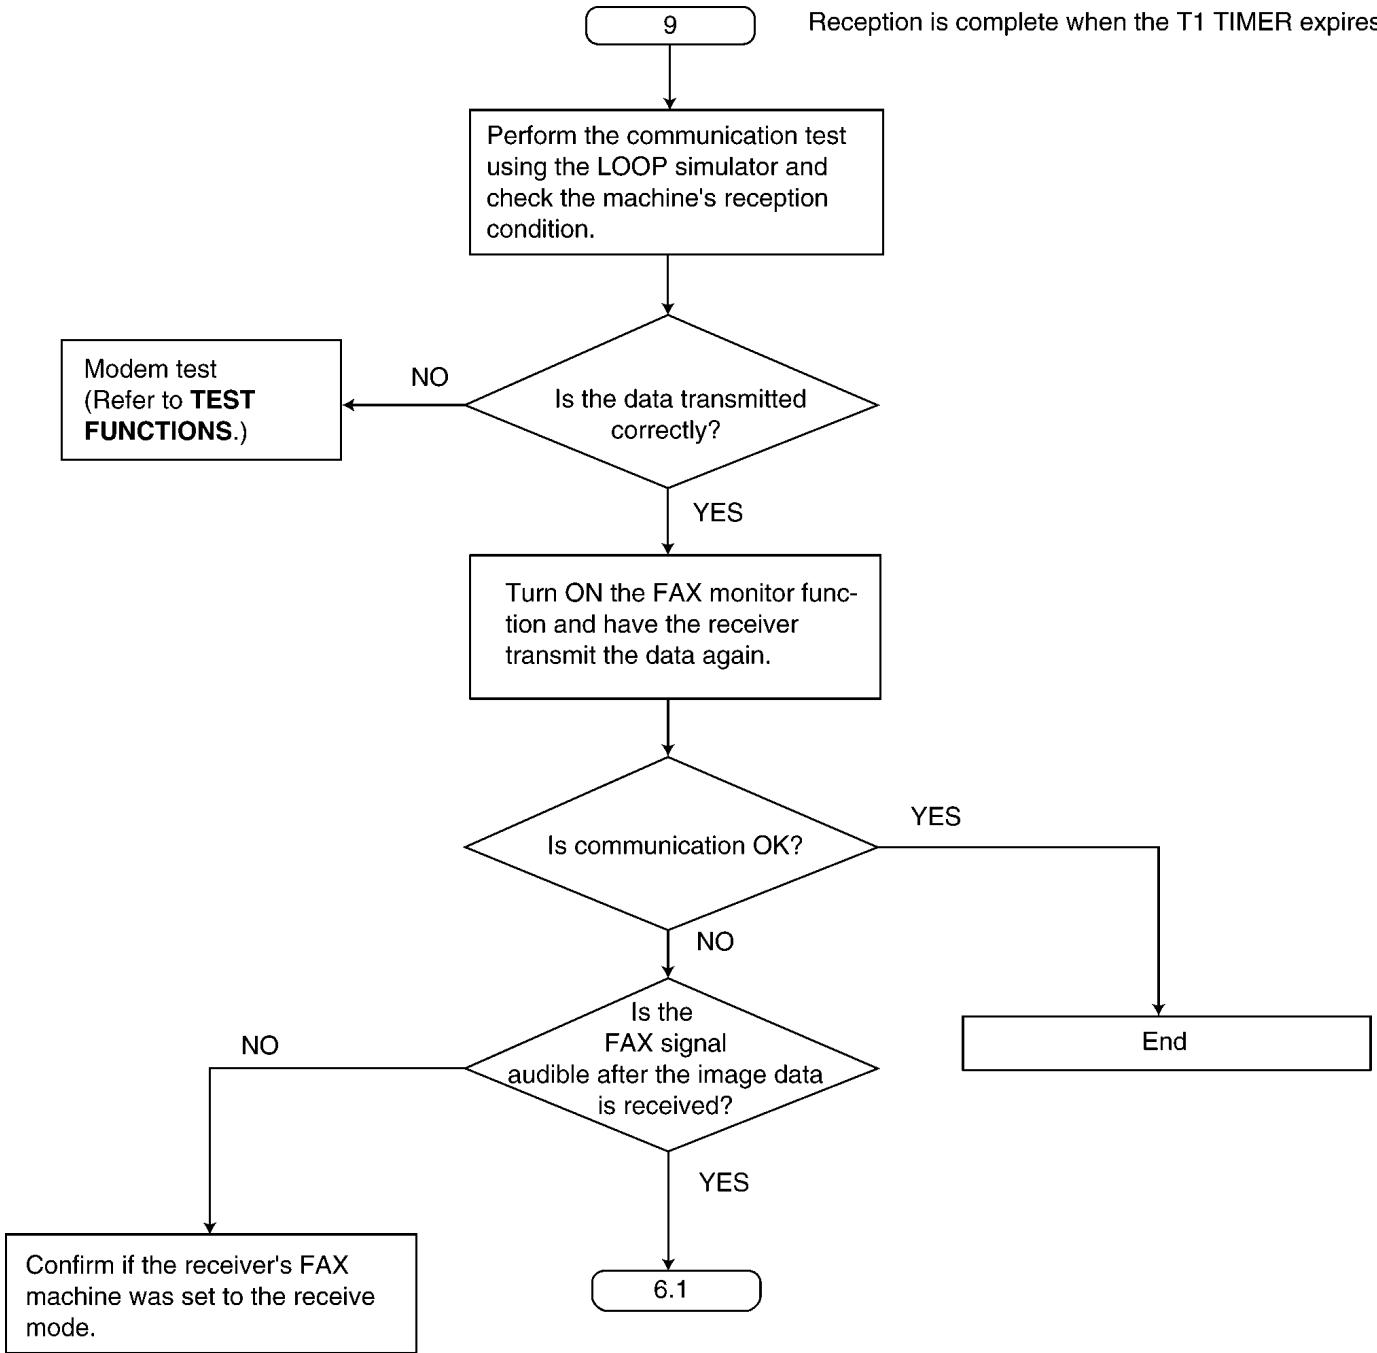 9
Reception is complete when the T1 TIMER expires
Perform the communication test
using the LOOP simulator and
check the machine's reception
condition.
Modem test
(Refer to TEST
FUNCTIONS.)
NO
Is the data transmitted
correctly?
YES
Turn ON the FAX monitor func-
tion and have the receiver
transmit the data again.
Is communication OK?
YES
NO
End
Is the
FAX signal
audible after the image data
is received?
NO
YES
Confirm if the receiver's FAX
machine was set to the receive
mode.
6.1